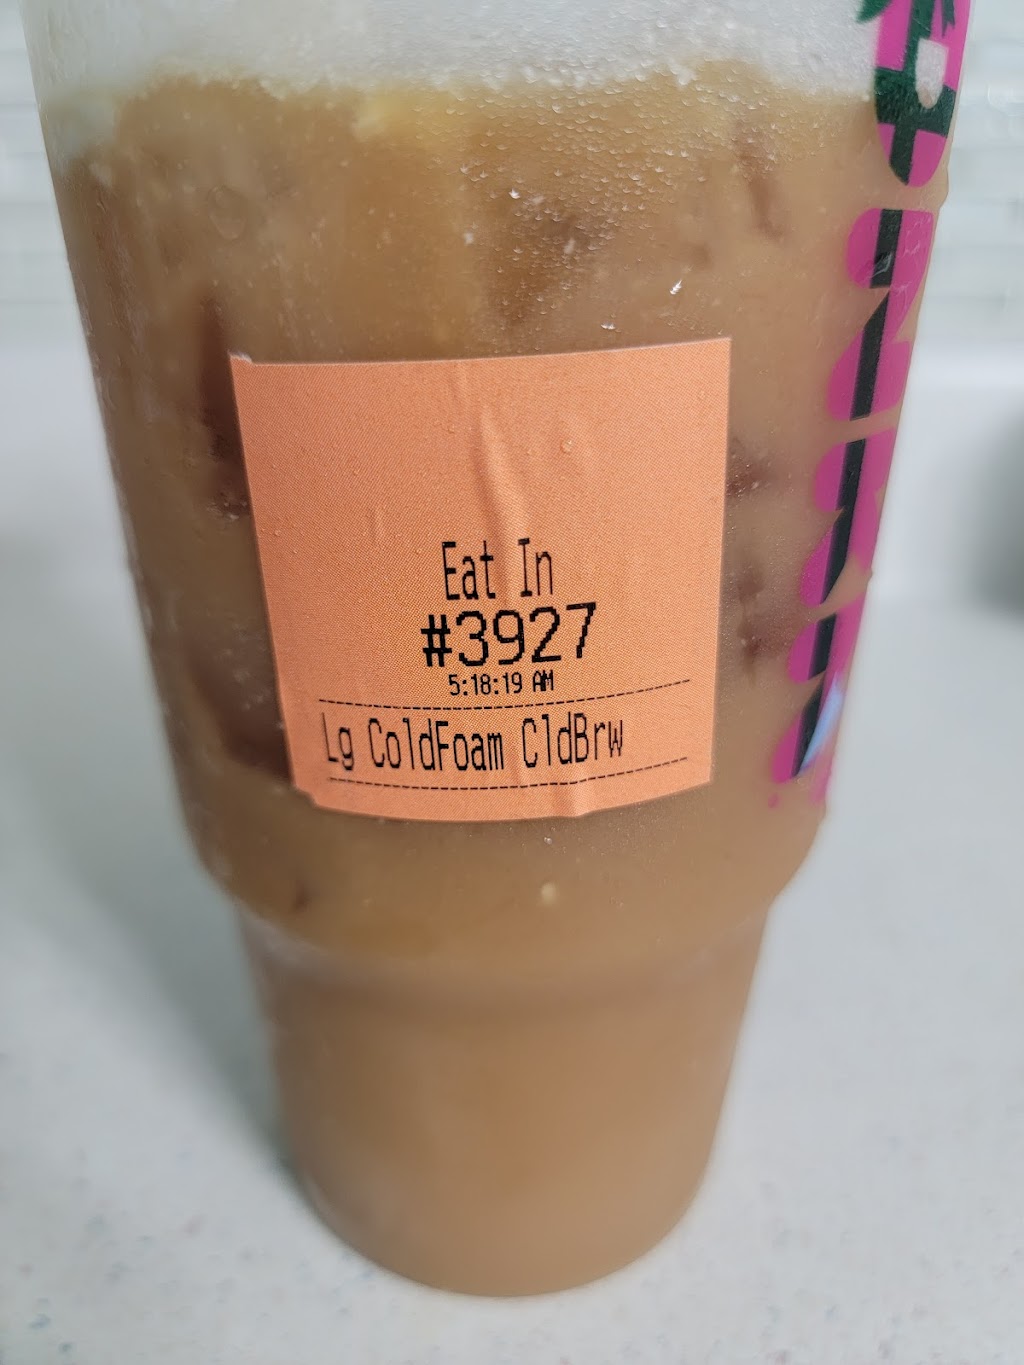 Eat In
#3927
5:18:19 AM
Lg ColdFoam CldBrw